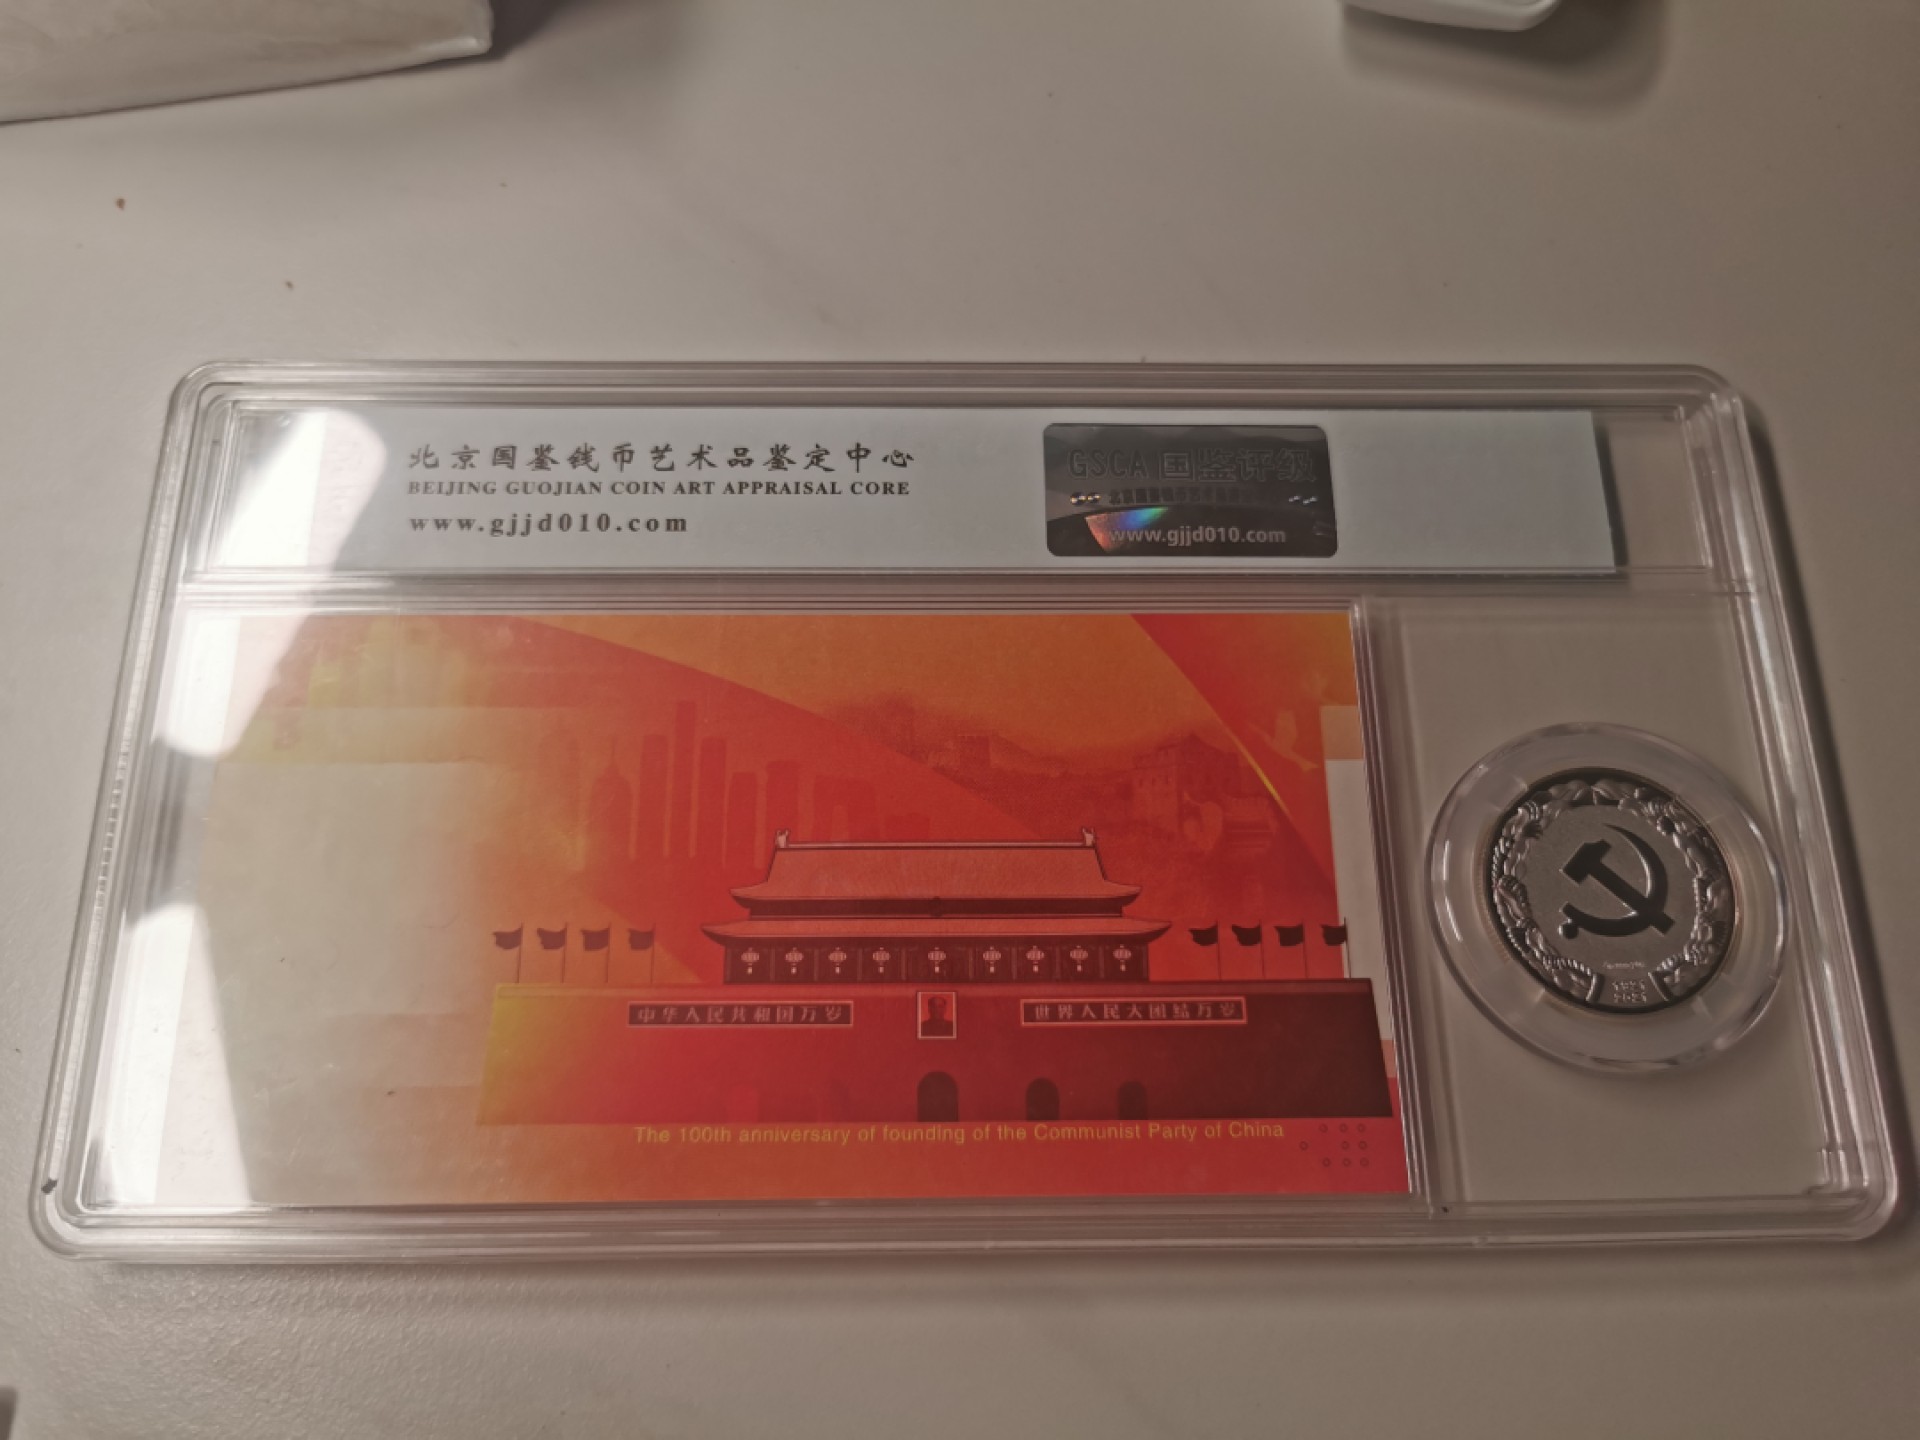 北京国鉴钱币艺术品鉴定中心
BEIJING GUOJIAN COIN ART APPRAISAL CORE
www.gjjd010.com
GSCA 国鉴评级
www.gjjd010.com
中华人民共和国万岁
世界人民大团结万岁
The 100th anniversary of founding of the Communist Party of China
1921
2021